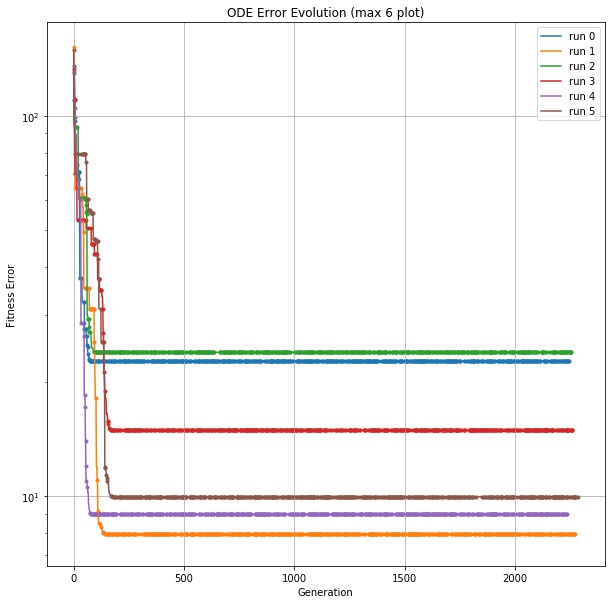 ODE Error Evolution (max 6 plot)
run 0
run 1
run 2
run 3
run 4
run 5
10²
10¹
Fitness Error
0
500
1000
1500
2000
Generation